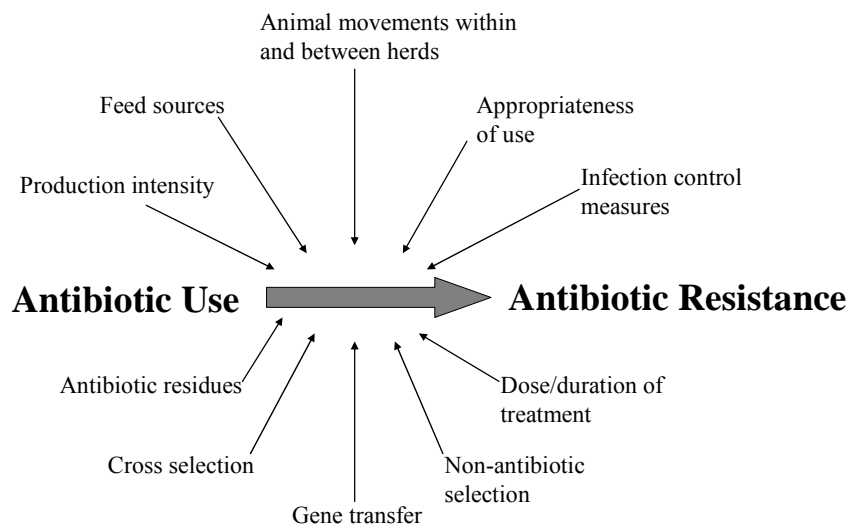 Animal movements within
and between herds
Feed sources
Appropriateness
of use
Production intensity
Infection control
measures
Antibiotic Use
Antibiotic Resistance
Antibiotic residues
Dose/duration of
treatment
Cross selection
Non-antibiotic
selection
Gene transfer